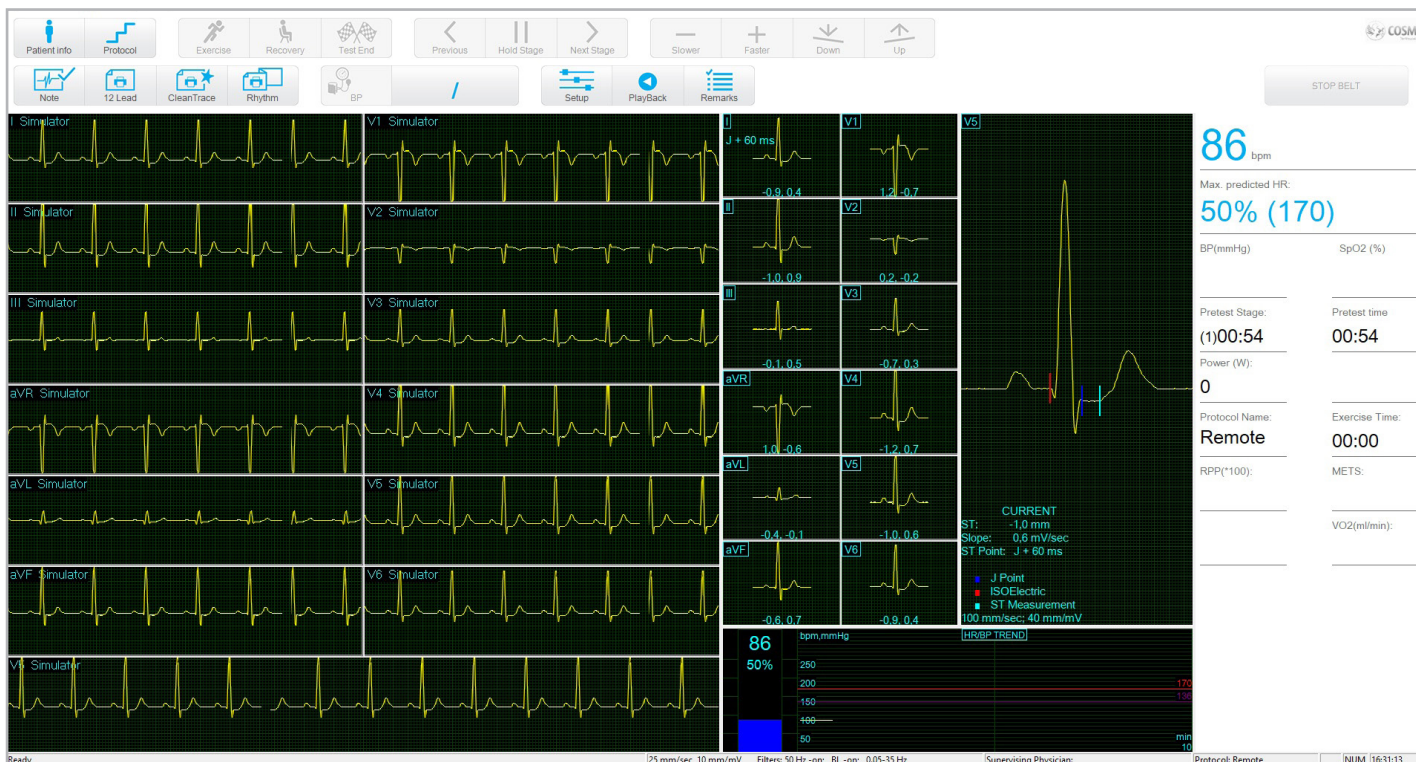 Patient info Protocol Exercise Recovery Test End Previous Hold Stage Next Stage Slower Faster Down Up
COSM
Note 12 Lead CleanTrace Rhythm BP / Setup PlayBack Remarks
STOP BELT
I Simulator V1 Simulator
II Simulator V2 Simulator
III Simulator V3 Simulator
aVR Simulator V4 Simulator
aVL Simulator V5 Simulator
aVF Simulator V6 Simulator
V5 Simulator
I V1
J + 60 ms
-0,9, 0,4 1,2, -0,7
II V2
-1,0, 0,9 0,2, -0,2
III V3
-0,1, 0,5 -0,7, 0,3
aVR V4
1,0, -0,6 -1,2, 0,7
aVL V5
-0,4, -0,1 -1,0, 0,6
aVF V6
-0,6, 0,7 -0,9, 0,4
V5
CURRENT
ST: -1,0 mm
Slope: 0,6 mV/sec
ST Point: J + 60 ms
J Point
ISOElectric
ST Measurement
100 mm/sec; 40 mm/mV
86
50%
bpm,mmHg HR/BP TREND
250
200
150
100
50
170
136
min
10
86 bpm
Max. predicted HR:
50% (170)
BP(mmHg) SpO2 (%)
Pretest Stage: Pretest time
(1)00:54 00:54
Power (W):
0
Protocol Name: Exercise Time:
Remote 00:00
RPP(*100): METS:
VO2(ml/min):
Ready 25 mm/sec, 10 mm/mV Filters: 50 Hz -on; BL -on; 0,05-35 Hz Supervising Physician: Protocol: Remote NUM 16:31:13